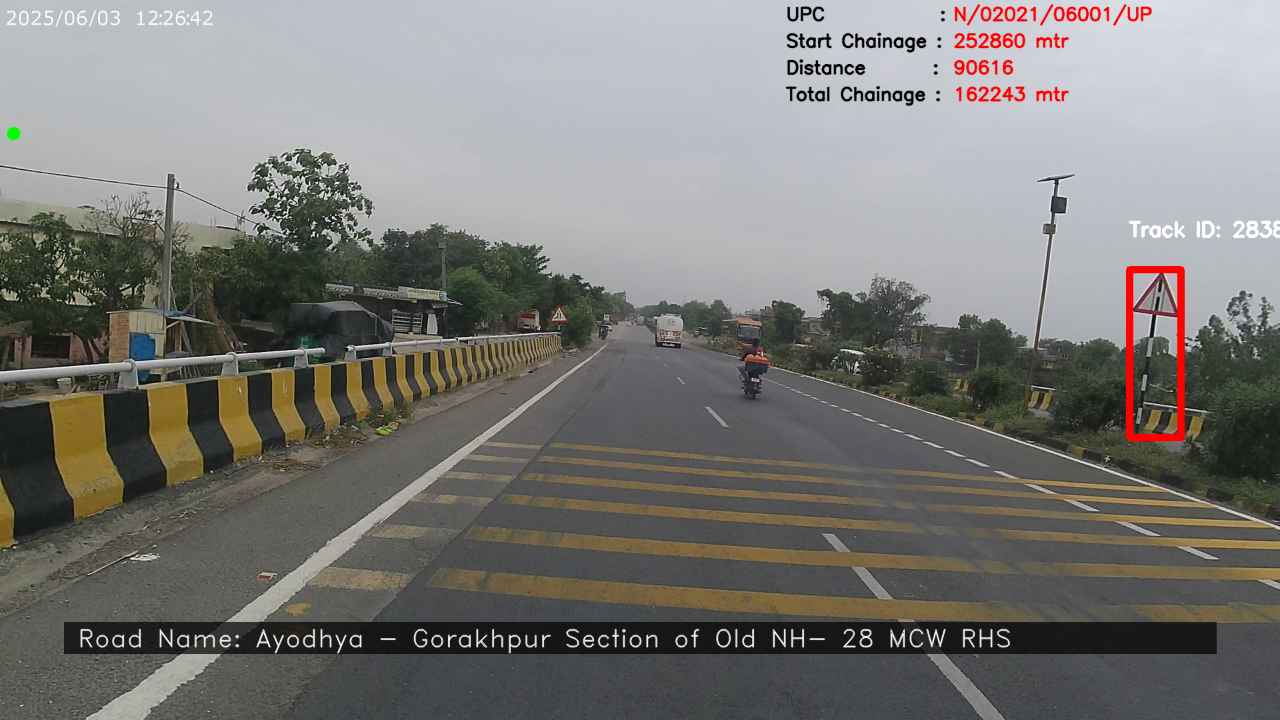 2025/06/03 12:26:42
UPC : N/02021/06001/UP
Start Chainage : 252860 mtr
Distance : 90616
Total Chainage : 162243 mtr
Track ID: 2838
Road Name: Ayodhya - Gorakhpur Section of Old NH- 28 MCW RHS